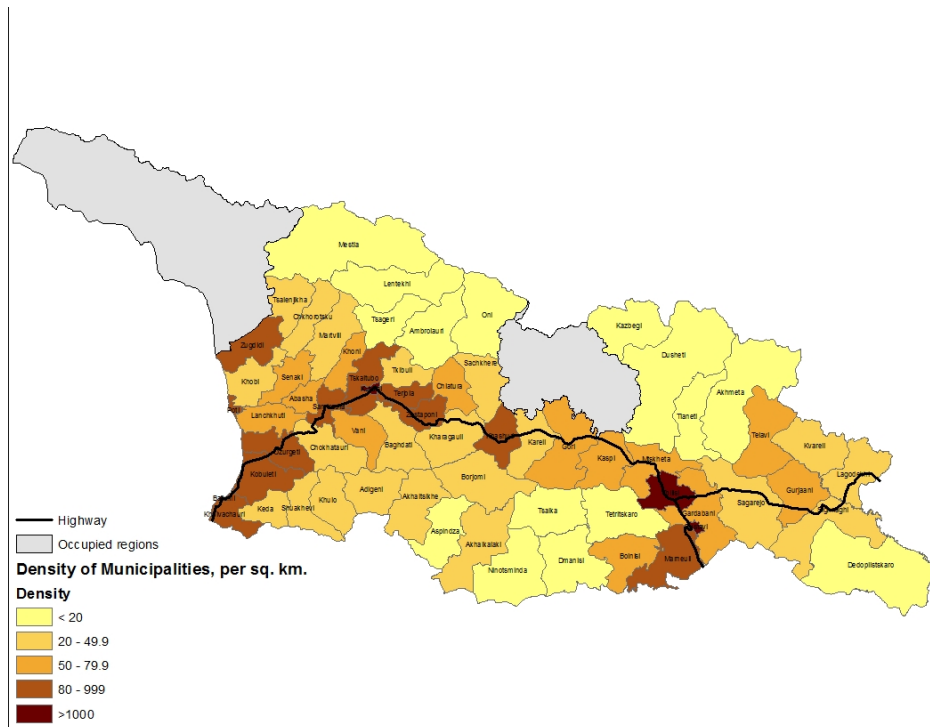 Mestia
Lentekhi
Tsalenjikha
Oni
Chkhorotsku
Tsageri
Ambrolauri
Kazbegi
Martvili
Zugdidi
Khoni
Dusheti
Tkibuli
Sachkhere
Khobi
Senaki
Tskaltubo
Chiatura
Akhmeta
Abasha
Terjola
Tianeti
Poti
Lanchkhuti
Zestaponi
Telavi
Vani
Kareli
Gori
Kvareli
Ozurgeti
Chokhatauri
Baghdati
Kharagauli
Kaspi
Mtskheta
Lagodekhi
Kobuleti
Borjomi
Gurjaani
Khulo
Adigeni
Akhaltsikhe
Sagarejo
Keda
Shuakhevi
Tsalka
Tetritskaro
Gardabani
Khelvachauri
Aspindza
Akhalkalaki
Bolnisi
Marneuli
Ninotsminda
Dmanisi
Dedoplistskaro
Highway
Occupied regions
Density of Municipalities, per sq. km.
Density
< 20
20 - 49.9
50 - 79.9
80 - 999
>1000